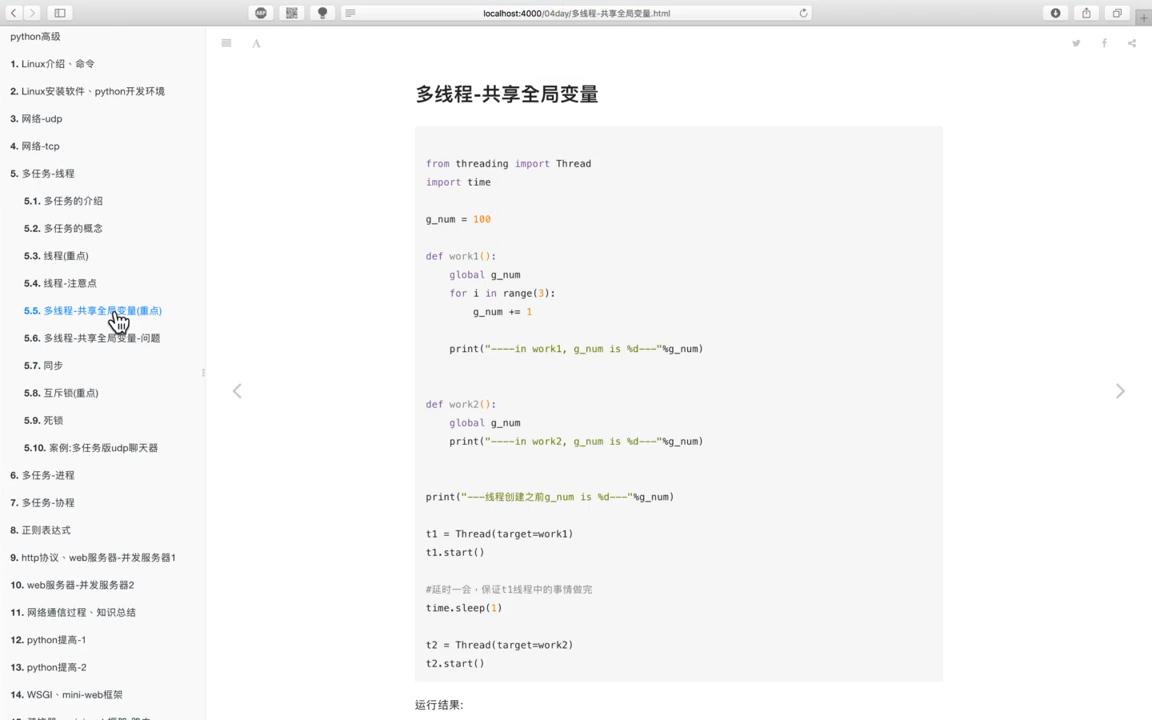 localhost:4000/04day/多线程-共享全局变量.html
ABP
python高级
1. Linux介绍、命令
2. Linux安装软件、python开发环境
3. 网络-udp
4. 网络-tcp
5. 多任务-线程
5.1. 多任务的介绍
5.2. 多任务的概念
5.3. 线程(重点)
5.4. 线程-注意点
5.5. 多线程-共享全局变量(重点)
5.6. 多线程-共享全局变量-问题
5.7. 同步
5.8. 互斥锁(重点)
5.9. 死锁
5.10. 案例:多任务版udp聊天器
6. 多任务-进程
7. 多任务-协程
8. 正则表达式
9. http协议、web服务器-并发服务器1
10. web服务器-并发服务器2
11. 网络通信过程、知识总结
12. python提高-1
13. python提高-2
14. WSGI、mini-web框架
A
多线程-共享全局变量
from threading import Thread
import time
g_num = 100
def work1():
global g_num
for i in range(3):
g_num += 1
print("----in work1, g_num is %d---"%g_num)
def work2():
global g_num
print("----in work2, g_num is %d---"%g_num)
print("---线程创建之前g_num is %d---"%g_num)
t1 = Thread(target=work1)
t1.start()
#延时一会，保证t1线程中的事情做完
time.sleep(1)
t2 = Thread(target=work2)
t2.start()
运行结果: